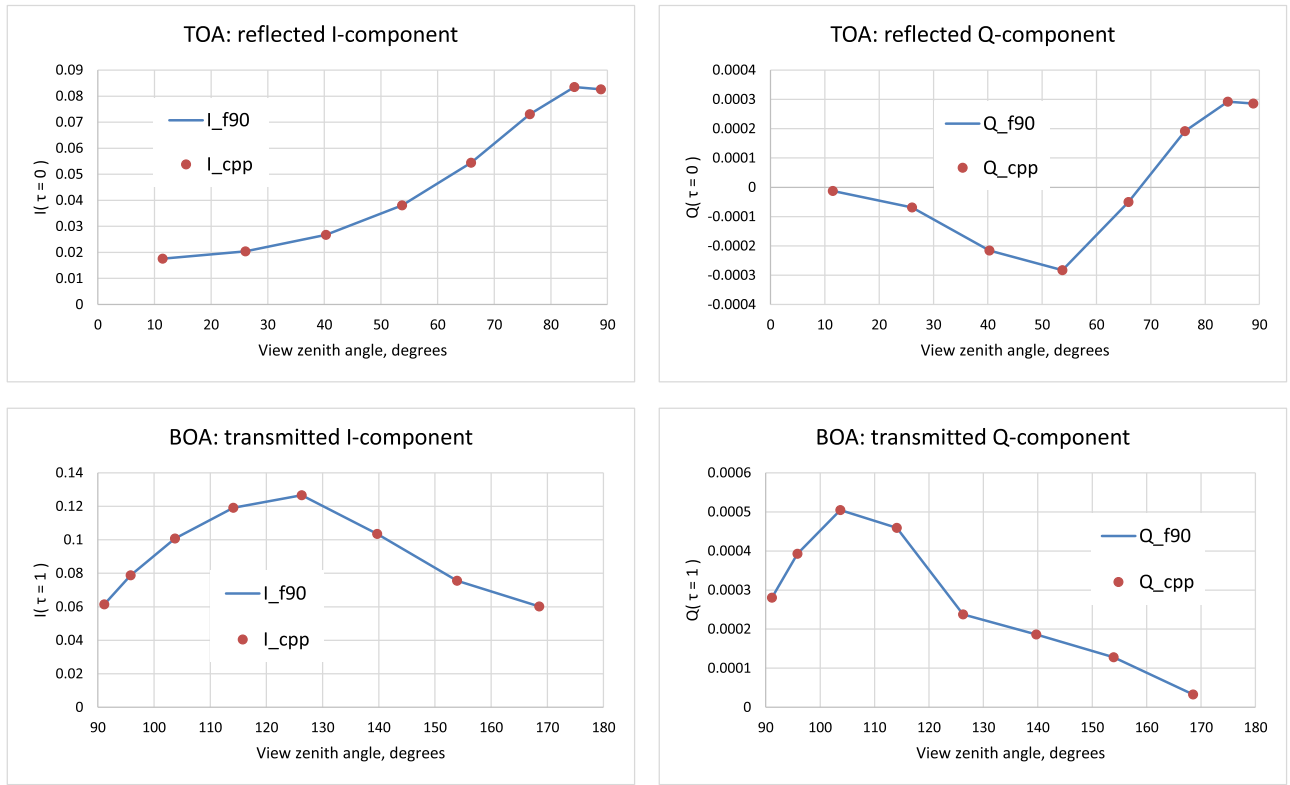 TOA: reflected I-component
0.09
0.08
0.07
0.06
0.05
0.04
0.03
0.02
0.01
0
I( τ = 0 )
I_f90
I_cpp
0 10 20 30 40 50 60 70 80 90
View zenith angle, degrees
TOA: reflected Q-component
0.0004
0.0003
0.0002
0.0001
0
-0.0001
-0.0002
-0.0003
-0.0004
Q( τ = 0 )
Q_f90
Q_cpp
0 10 20 30 40 50 60 70 80 90
View zenith angle, degrees
BOA: transmitted I-component
0.14
0.12
0.1
0.08
0.06
0.04
0.02
0
I( τ = 1 )
I_f90
I_cpp
90 100 110 120 130 140 150 160 170 180
View zenith angle, degrees
BOA: transmitted Q-component
0.0006
0.0005
0.0004
0.0003
0.0002
0.0001
0
Q( τ = 1 )
Q_f90
Q_cpp
90 100 110 120 130 140 150 160 170 180
View zenith angle, degrees